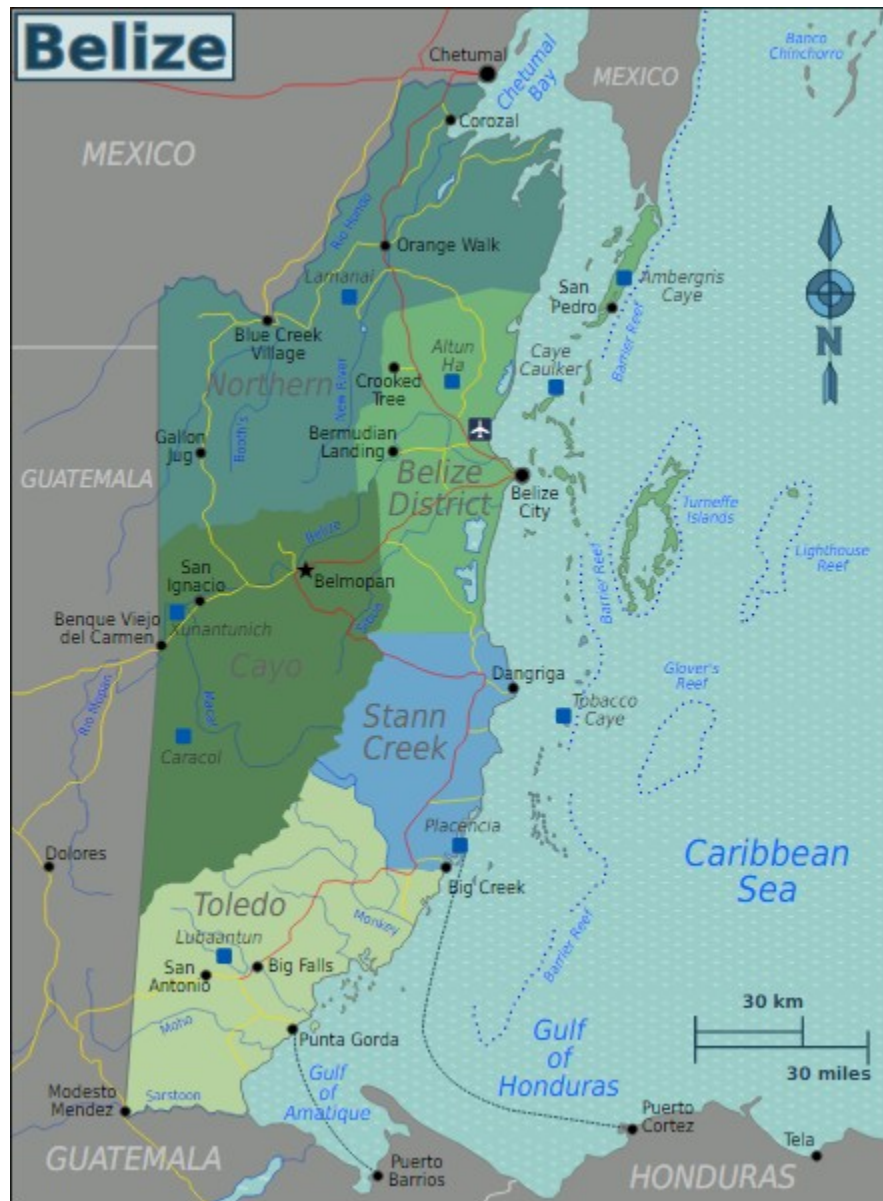 Belize
Banco
Chinchorro
Chetumal
Chetumal
Bay
MEXICO
Corozal
MEXICO
Rio Hondo
Orange Walk
Lamanai
San
Pedro
Ambergris
Caye
Blue Creek
Village
Altun
Ha
Caye
Caulker
Barrier Reef
N
Northern
Crooked
Tree
New River
Booth's
Gallon
Jug
Bermudian
Landing
GUATEMALA
Belize
District
Belize
City
Turneffe
Islands
Lighthouse
Reef
Belize
San
Ignacio
Belmopan
Barrier Reef
Sibun
Benque Viejo
del Carmen
Xunantunich
Cayo
Dangriga
Glover's
Reef
Rio Mopan
Macal
Stann
Creek
Tobacco
Caye
Caracol
Placencia
Dolores
Big Creek
Caribbean
Sea
Toledo
Monkey
Lubaantun
Barrier Reef
San
Antonio
Big Falls
30 km
Moho
Punta Gorda
Gulf
of
Honduras
30 miles
Gulf
of
Amatique
Modesto
Mendez
Sarstoon
Puerto
Cortez
Tela
GUATEMALA
Puerto
Barrios
HONDURAS